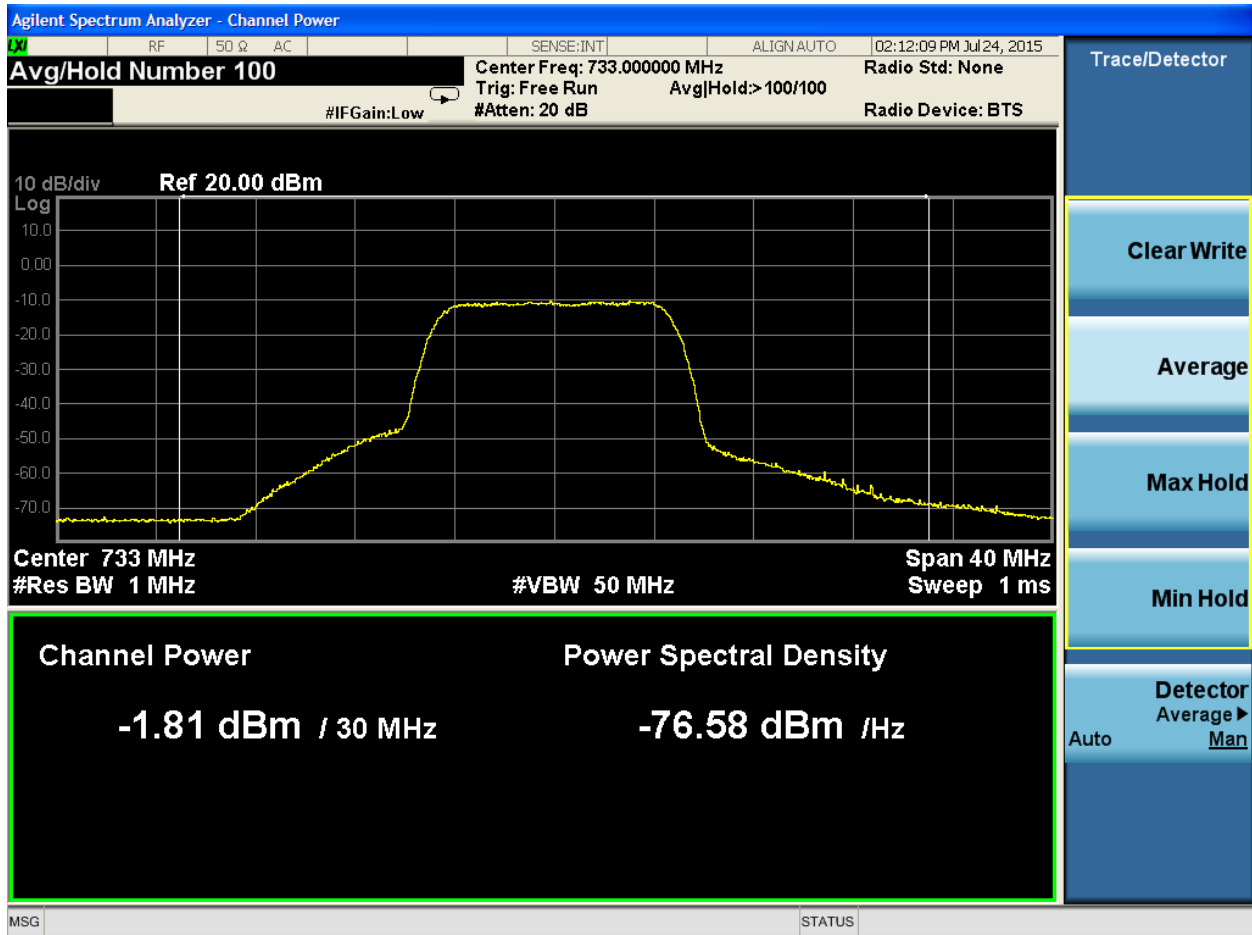 Agilent Spectrum Analyzer - Channel Power
LXI RF 50 Ω AC SENSE:INT ALIGN AUTO 02:12:09 PM Jul 24, 2015
Avg/Hold Number 100
Center Freq: 733.000000 MHz
Radio Std: None
Trig: Free Run
Avg|Hold:>100/100
#IFGain:Low
#Atten: 20 dB
Radio Device: BTS
10 dB/div Ref 20.00 dBm
Log
10.0
0.00
-10.0
-20.0
-30.0
-40.0
-50.0
-60.0
-70.0
Center 733 MHz
Span 40 MHz
#Res BW 1 MHz
#VBW 50 MHz
Sweep 1 ms
Channel Power
Power Spectral Density
-1.81 dBm / 30 MHz
-76.58 dBm /Hz
Trace/Detector
Clear Write
Average
Max Hold
Min Hold
Detector
Average▶
Auto Man
MSG
STATUS